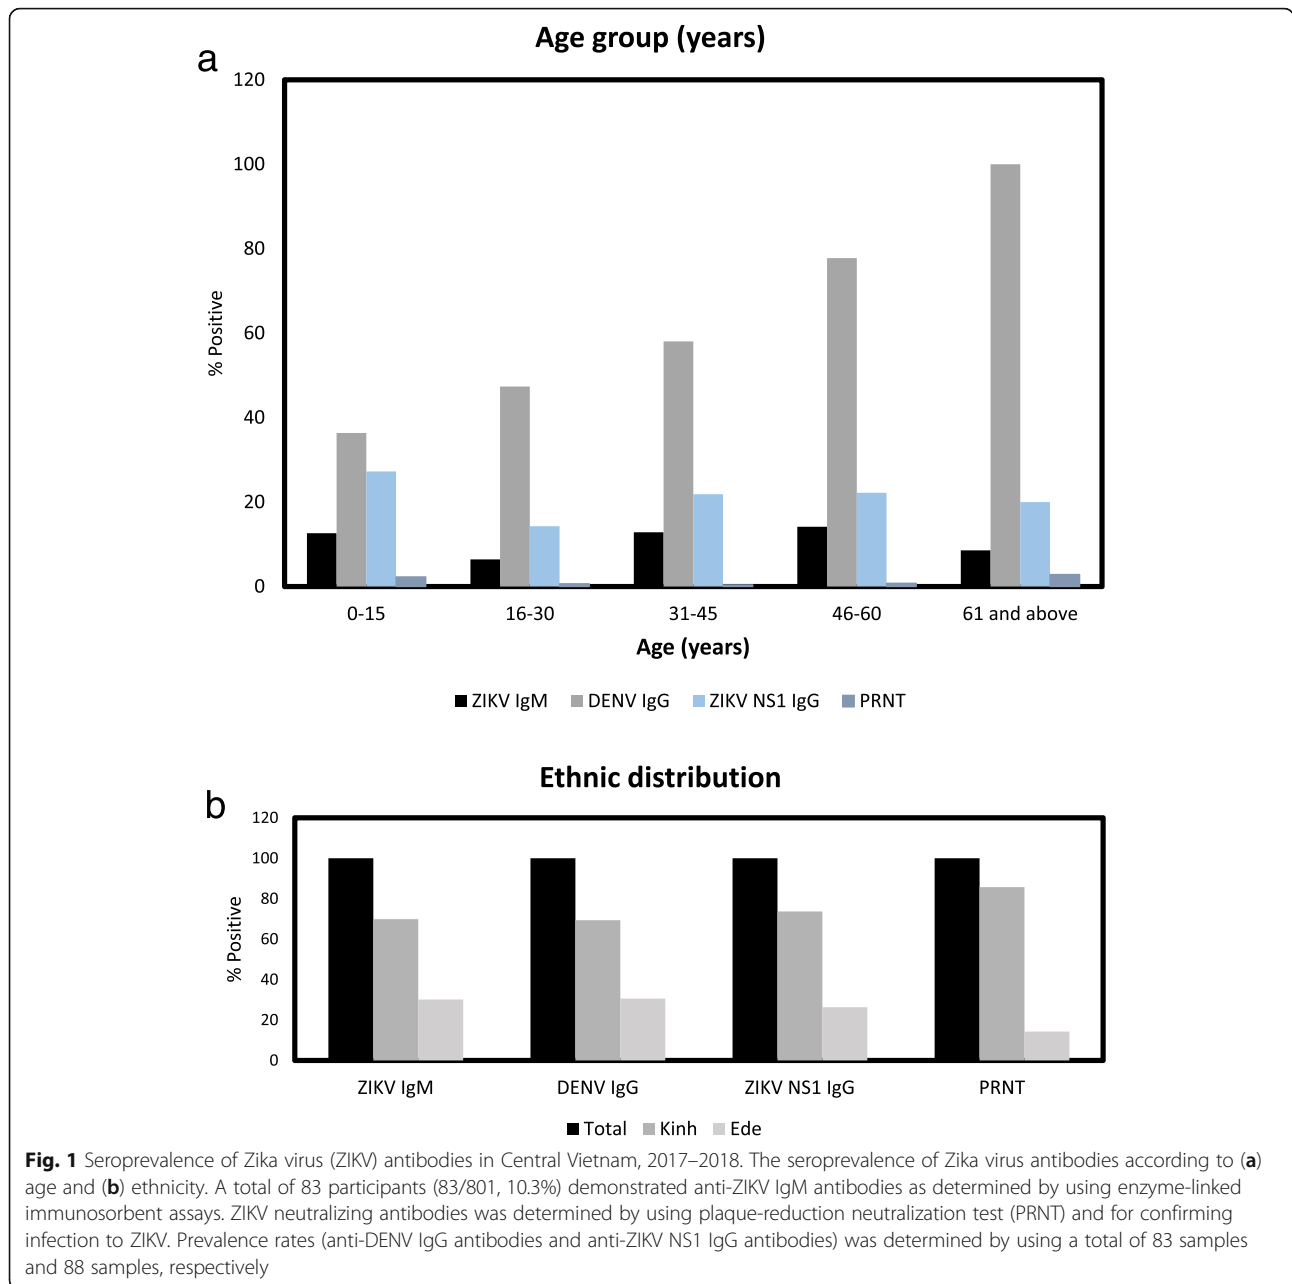 Age group (years)
a
120
100
80
60
40
20
0
% Positive
0-15 16-30 31-45 46-60 61 and above
Age (years)
ZIKV IgM DENV IgG ZIKV NS1 IgG PRNT
Ethnic distribution
b
120
100
80
60
40
20
0
% Positive
ZIKV IgM DENV IgG ZIKV NS1 IgG PRNT
Total Kinh Ede
Fig. 1 Seroprevalence of Zika virus (ZIKV) antibodies in Central Vietnam, 2017–2018. The seroprevalence of Zika virus antibodies according to (a)
age and (b) ethnicity. A total of 83 participants (83/801, 10.3%) demonstrated anti-ZIKV IgM antibodies as determined by using enzyme-linked
immunosorbent assays. ZIKV neutralizing antibodies was determined by using plaque-reduction neutralization test (PRNT) and for confirming
infection to ZIKV. Prevalence rates (anti-DENV IgG antibodies and anti-ZIKV NS1 IgG antibodies) was determined by using a total of 83 samples
and 88 samples, respectively